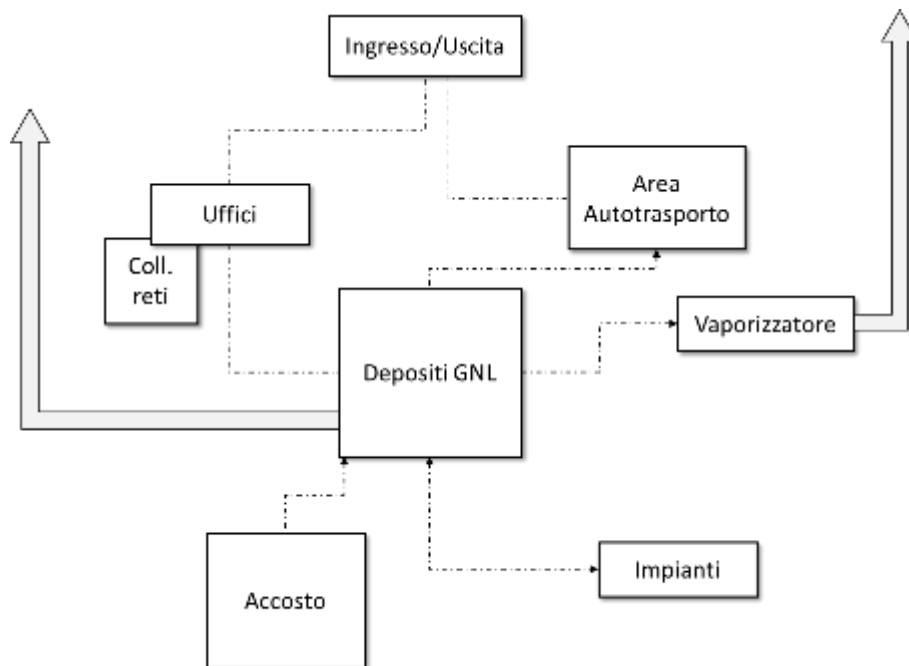 Ingresso/Uscita
Area
Autotrasporto
Uffici
Coll.
reti
Vaporizzatore
Depositi GNL
Impianti
Accosto